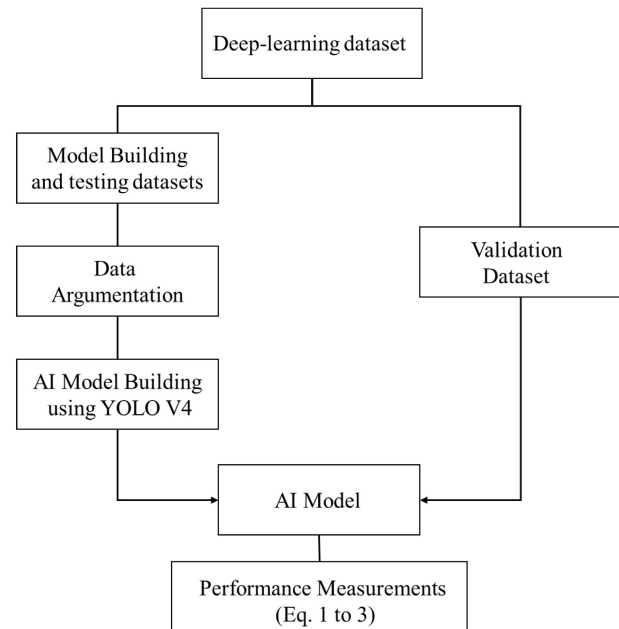 Deep-learning dataset
Model Building
and testing datasets
Data
Argumentation
AI Model Building
using YOLO V4
Validation
Dataset
AI Model
Performance Measurements
(Eq. 1 to 3)